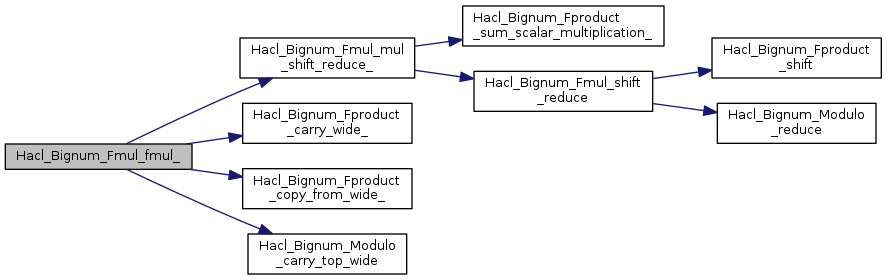 Hacl_Bignum_Fmul_fmul_
Hacl_Bignum_Fmul_mul
_shift_reduce_
Hacl_Bignum_Fproduct
_carry_wide_
Hacl_Bignum_Fproduct
_copy_from_wide_
Hacl_Bignum_Modulo
_carry_top_wide
Hacl_Bignum_Fproduct
_sum_scalar_multiplication_
Hacl_Bignum_Fmul_shift
_reduce
Hacl_Bignum_Fproduct
_shift
Hacl_Bignum_Modulo
_reduce